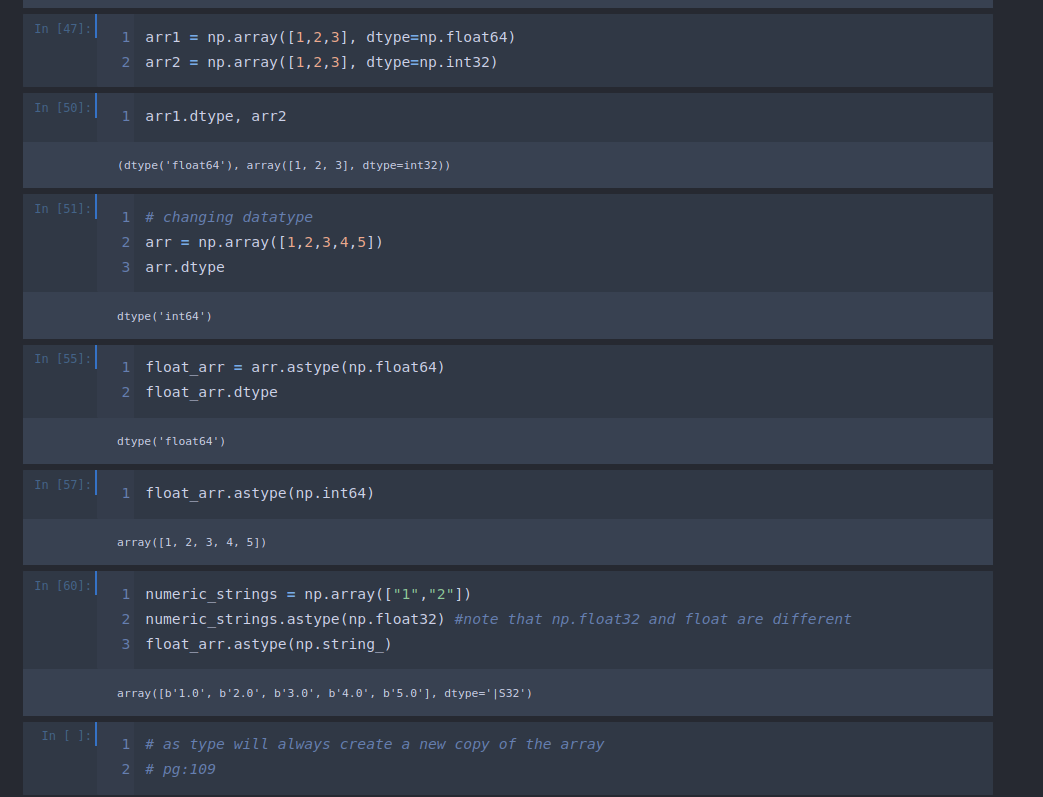 In [47]:
1 arr1 = np.array([1,2,3], dtype=np.float64)
2 arr2 = np.array([1,2,3], dtype=np.int32)
In [50]:
1 arr1.dtype, arr2
(dtype('float64'), array([1, 2, 3], dtype=int32))
In [51]:
1 # changing datatype
2 arr = np.array([1,2,3,4,5])
3 arr.dtype
dtype('int64')
In [55]:
1 float_arr = arr.astype(np.float64)
2 float_arr.dtype
dtype('float64')
In [57]:
1 float_arr.astype(np.int64)
array([1, 2, 3, 4, 5])
In [60]:
1 numeric_strings = np.array(["1","2"])
2 numeric_strings.astype(np.float32) #note that np.float32 and float are different
3 float_arr.astype(np.string_)
array([b'1.0', b'2.0', b'3.0', b'4.0', b'5.0'], dtype='|S32')
In [ ]:
1 # as type will always create a new copy of the array
2 # pg:109